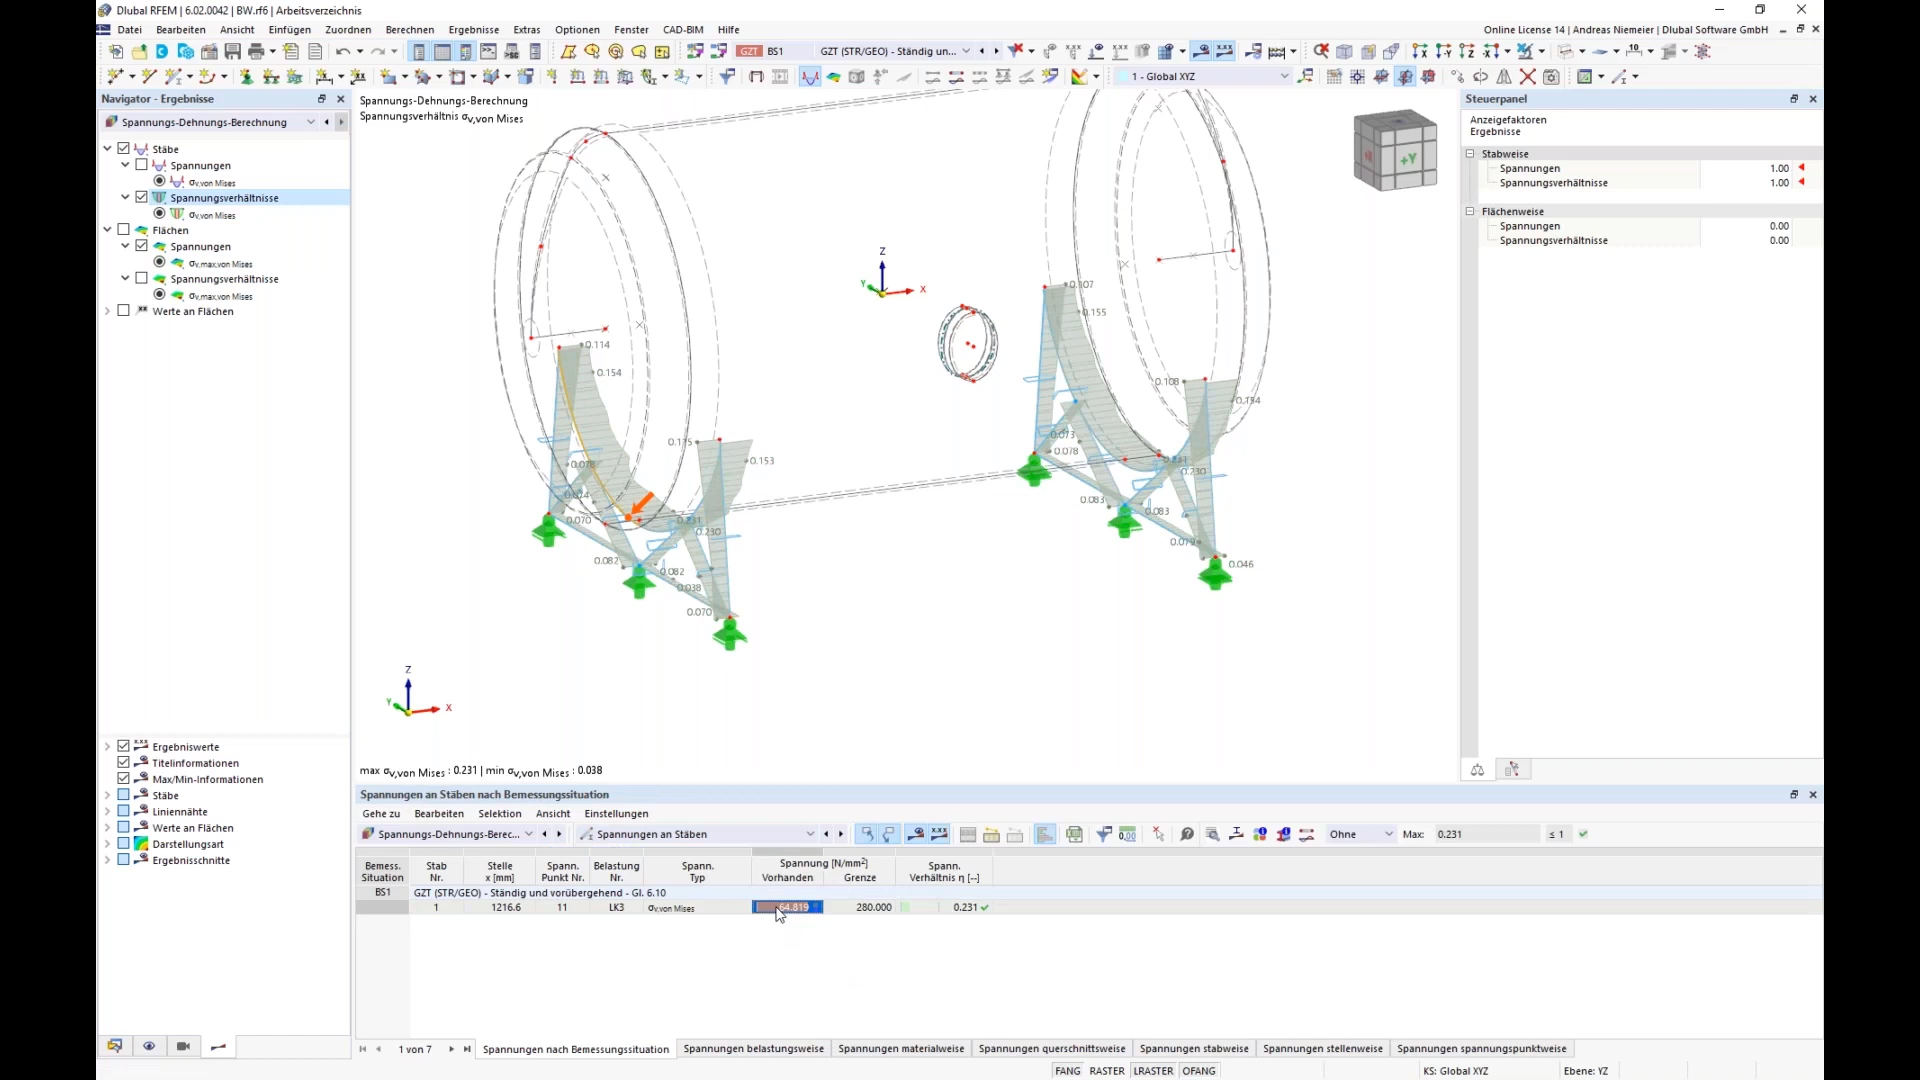 Dlubal RFEM | 6.02.0042 | BW.rf6 | Arbeitsverzeichnis
Datei Bearbeiten Ansicht Einfügen Zuordnen Berechnen Ergebnisse Extras Optionen Fenster CAD-BIM Hilfe
Online License 14 | Andreas Niemeier | Dlubal Software GmbH
GZT BS1 GZT (STR/GEO) - Ständig un...
1 - Global XYZ
Navigator - Ergebnisse
Spannungs-Dehnungs-Berechnung
Stäbe
Spannungen
σv,von Mises
Spannungsverhältnisse
σv,von Mises
Flächen
Spannungen
σv,max,von Mises
Spannungsverhältnisse
σv,max,von Mises
Werte an Flächen
Ergebniswerte
Titelinformationen
Max/Min-Informationen
Stäbe
Liniennähte
Werte an Flächen
Darstellungsart
Ergebnisschnitte
Spannungs-Dehnungs-Berechnung
Spannungsverhältnis σv,von Mises
Z
Y
X
0.107
0.155
0.114
0.154
0.108
0.154
0.115
0.153
0.073
0.078
0.230
0.083
0.083
0.070
0.231
0.230
0.082
0.082
0.038
0.070
0.079
0.046
+Y
Z
Y
X
max σv,von Mises : 0.231 | min σv,von Mises : 0.038
Steuerpanel
Anzeigefaktoren
Ergebnisse
Stabweise
Spannungen 1.00
Spannungsverhältnisse 1.00
Flächenweise
Spannungen 0.00
Spannungsverhältnisse 0.00
Spannungen an Stäben nach Bemessungssituation
Gehe zu Bearbeiten Selektion Ansicht Einstellungen
Spannungs-Dehnungs-Berec... Spannungen an Stäben Ohne Max: 0.231 ≤ 1
Bemess. Situation
Stab Nr.
Stelle x [mm]
Spann. Punkt Nr.
Belastung Nr.
Spann. Typ
Spannung [N/mm²]
Vorhanden Grenze
Spann. Verhältnis η [--]
BS1 GZT (STR/GEO) - Ständig und vorübergehend - Gl. 6.10
1 1216.6 11 LK3 σv,von Mises 64.819 280.000 0.231
1 von 7 Spannungen nach Bemessungssituation Spannungen belastungsweise Spannungen materialweise Spannungen querschnittsweise Spannungen stabweise Spannungen stellenweise Spannungen spannungspunktweise
FANG RASTER LRASTER OFANG KS: Global XYZ Ebene: YZ